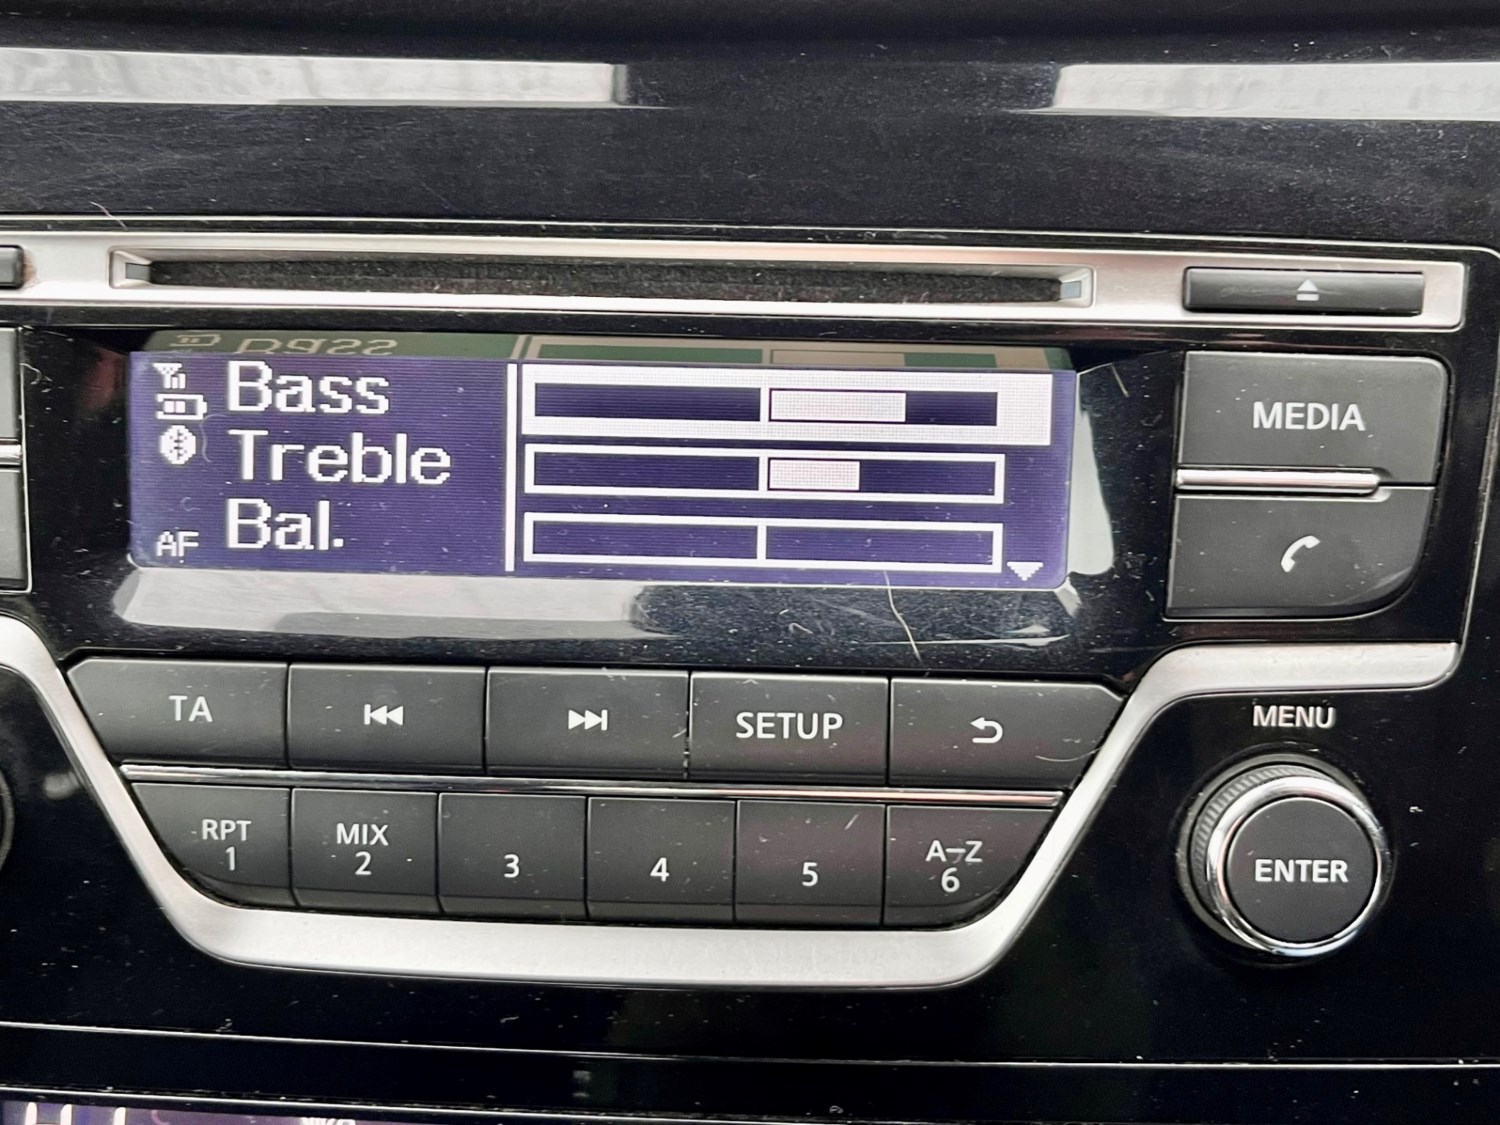 Bass
Treble
Bal.
AF
MEDIA
TA
SETUP
MENU
RPT
1
MIX
2
3
4
5
A-Z
6
ENTER